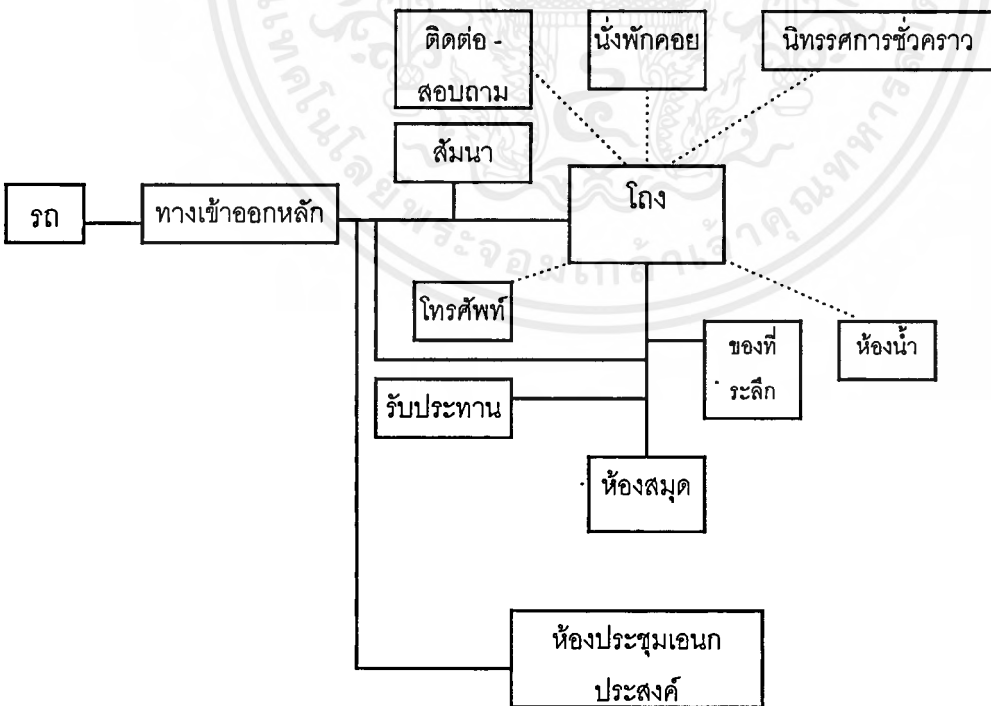 ติดต่อ -
สอบถาม
นั่งพักคอย
นิทรรศการชั่วคราว
สัมนา
รถ
ทางเข้าออกหลัก
โถง
โทรศัพท์
ของที่
ระลึก
ห้องน้ำ
รับประทาน
ห้องสมุด
ห้องประชุมเอนก
ประสงค์